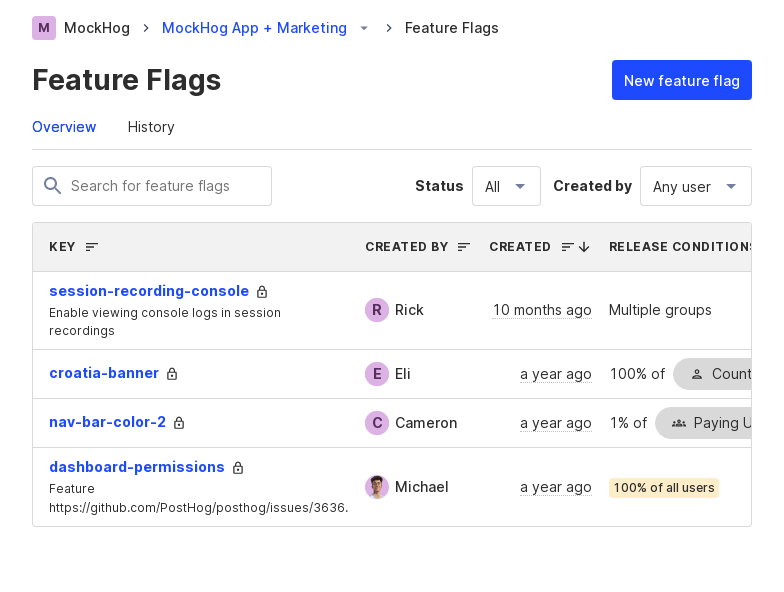 M MockHog MockHog App + Marketing Feature Flags
Feature Flags
New feature flag
Overview History
Search for feature flags
Status All Created by Any user
KEY CREATED BY CREATED RELEASE CONDITIONS
session-recording-console
Enable viewing console logs in session
recordings
R Rick 10 months ago Multiple groups
croatia-banner E Eli a year ago 100% of Count
nav-bar-color-2 C Cameron a year ago 1% of Paying U
dashboard-permissions
Feature
https://github.com/PostHog/posthog/issues/3636.
Michael a year ago 100% of all users